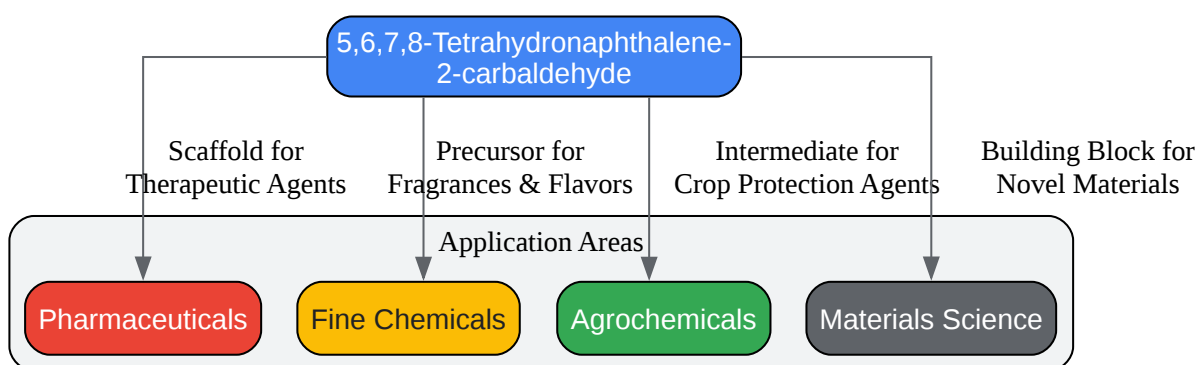 5,6,7,8-Tetrahydronaphthalene-
2-carbaldehyde
Scaffold for
Therapeutic Agents
Precursor for
Fragrances & Flavors
Intermediate for
Crop Protection Agents
Building Block for
Novel Materials
Application Areas
Pharmaceuticals
Fine Chemicals
Agrochemicals
Materials Science